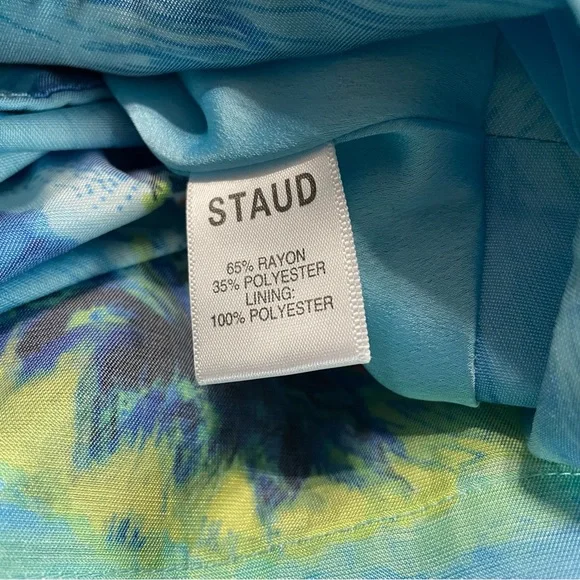 STAUD
65% RAYON
35% POLYESTER
LINING:
100% POLYESTER